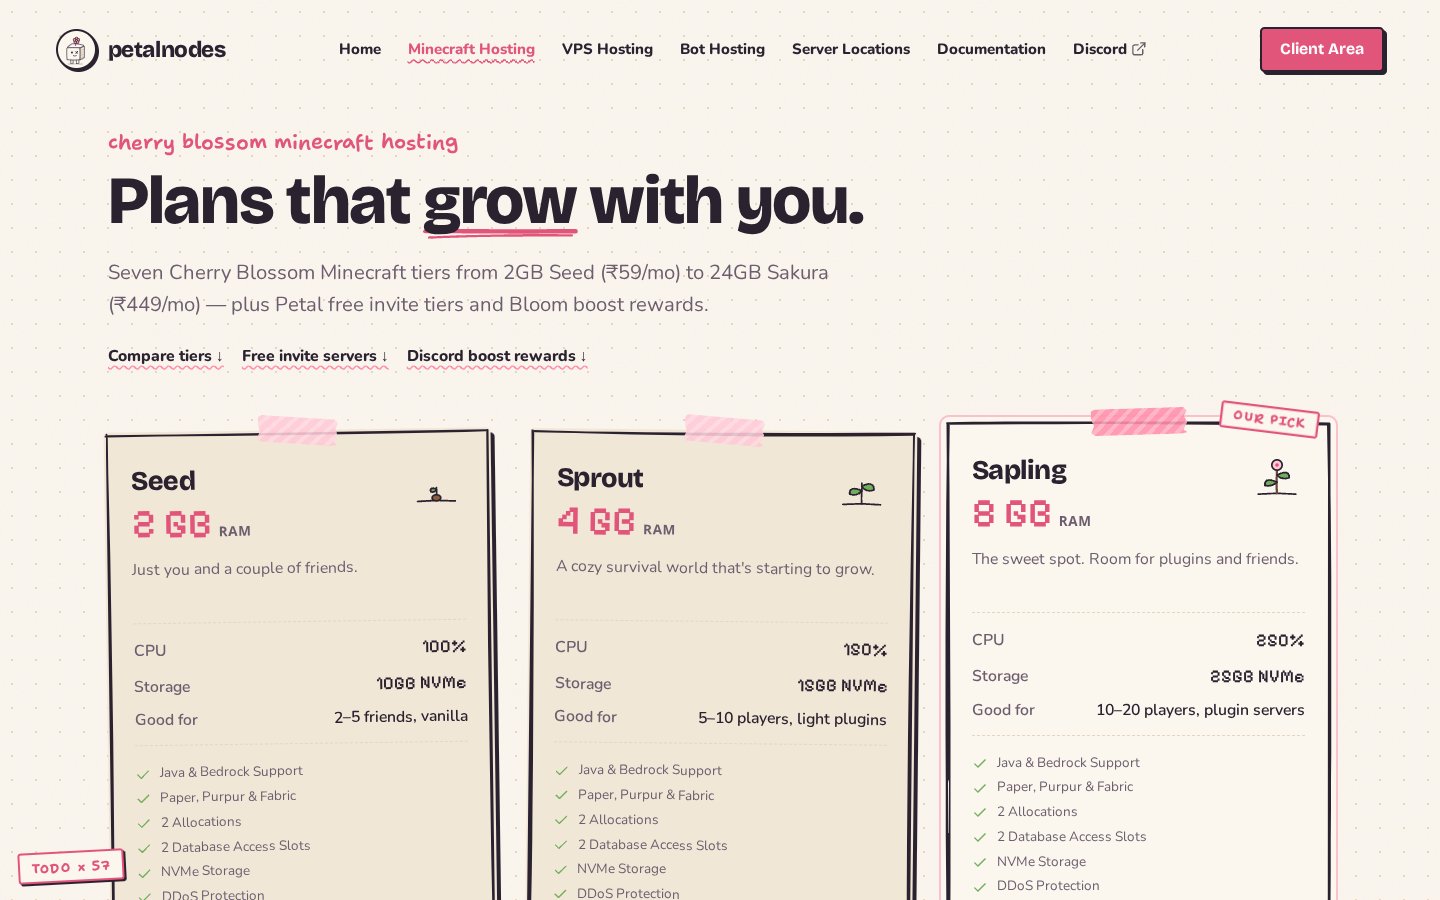 petalnodes
Home Minecraft Hosting VPS Hosting Bot Hosting Server Locations Documentation Discord
Client Area
cherry blossom minecraft hosting
Plans that grow with you.
Seven Cherry Blossom Minecraft tiers from 2GB Seed (₹59/mo) to 24GB Sakura
(₹449/mo) — plus Petal free invite tiers and Bloom boost rewards.
Compare tiers ↓ Free invite servers ↓ Discord boost rewards ↓
Seed
2 GB RAM
Just you and a couple of friends.
CPU 100%
Storage 10GB NVMe
Good for 2–5 friends, vanilla
Java & Bedrock Support
Paper, Purpur & Fabric
2 Allocations
2 Database Access Slots
NVMe Storage
DDoS Protection
Sprout
4 GB RAM
A cozy survival world that's starting to grow.
CPU 150%
Storage 15GB NVMe
Good for 5–10 players, light plugins
Java & Bedrock Support
Paper, Purpur & Fabric
2 Allocations
2 Database Access Slots
NVMe Storage
DDoS Protection
OUR PICK
Sapling
8 GB RAM
The sweet spot. Room for plugins and friends.
CPU 250%
Storage 25GB NVMe
Good for 10–20 players, plugin servers
Java & Bedrock Support
Paper, Purpur & Fabric
2 Allocations
2 Database Access Slots
NVMe Storage
DDoS Protection
TODO x 57